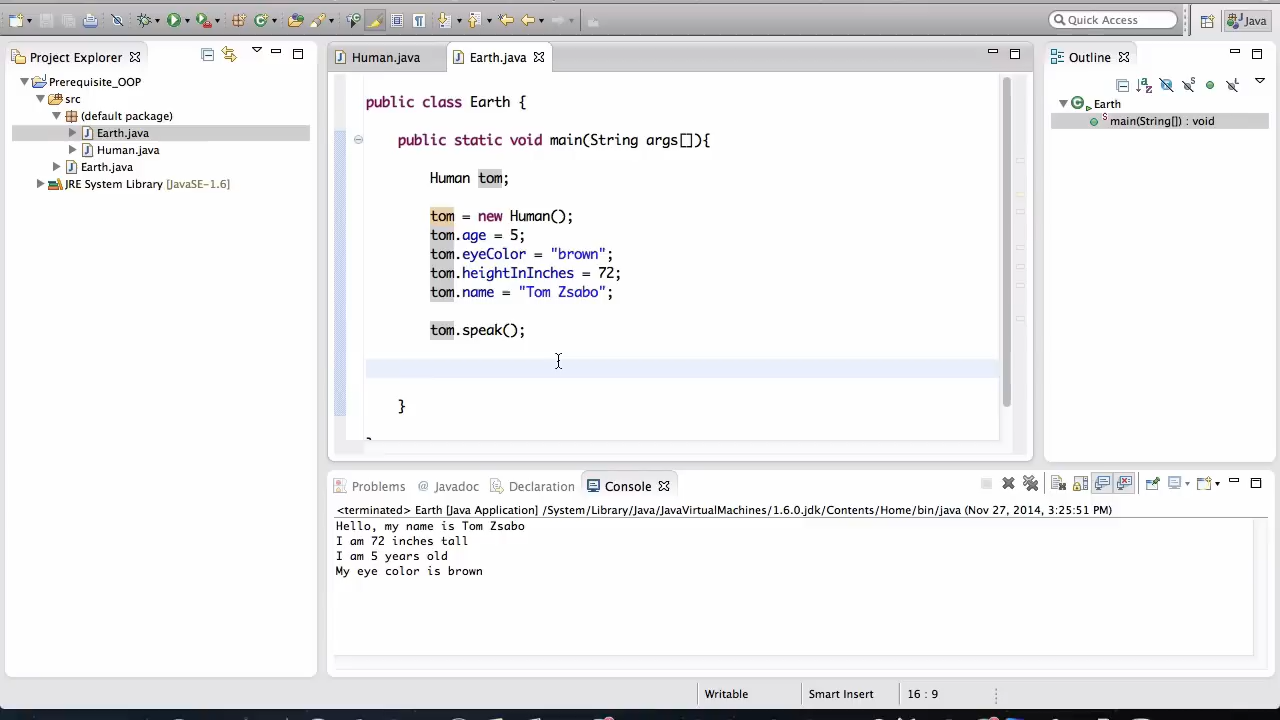 Quick Access
Java
Project Explorer
Prerequisite_OOP
src
(default package)
Earth.java
Human.java
Earth.java
JRE System Library [JavaSE-1.6]
Human.java
Earth.java
public class Earth {
public static void main(String args[]){
Human tom;
tom = new Human();
tom.age = 5;
tom.eyeColor = "brown";
tom.heightInInches = 72;
tom.name = "Tom Zsabo";
tom.speak();
}
Outline
Earth
main(String[]) : void
Problems
Javadoc
Declaration
Console
<terminated> Earth [Java Application] /System/Library/Java/JavaVirtualMachines/1.6.0.jdk/Contents/Home/bin/java (Nov 27, 2014, 3:25:51 PM)
Hello, my name is Tom Zsabo
I am 72 inches tall
I am 5 years old
My eye color is brown
Writable
Smart Insert
16 : 9